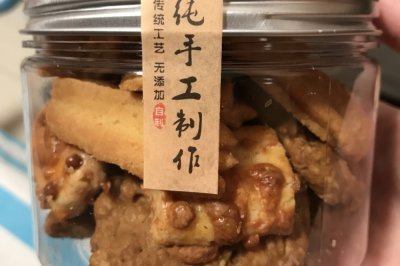 纯手工制作
传统工艺 无添加
自制